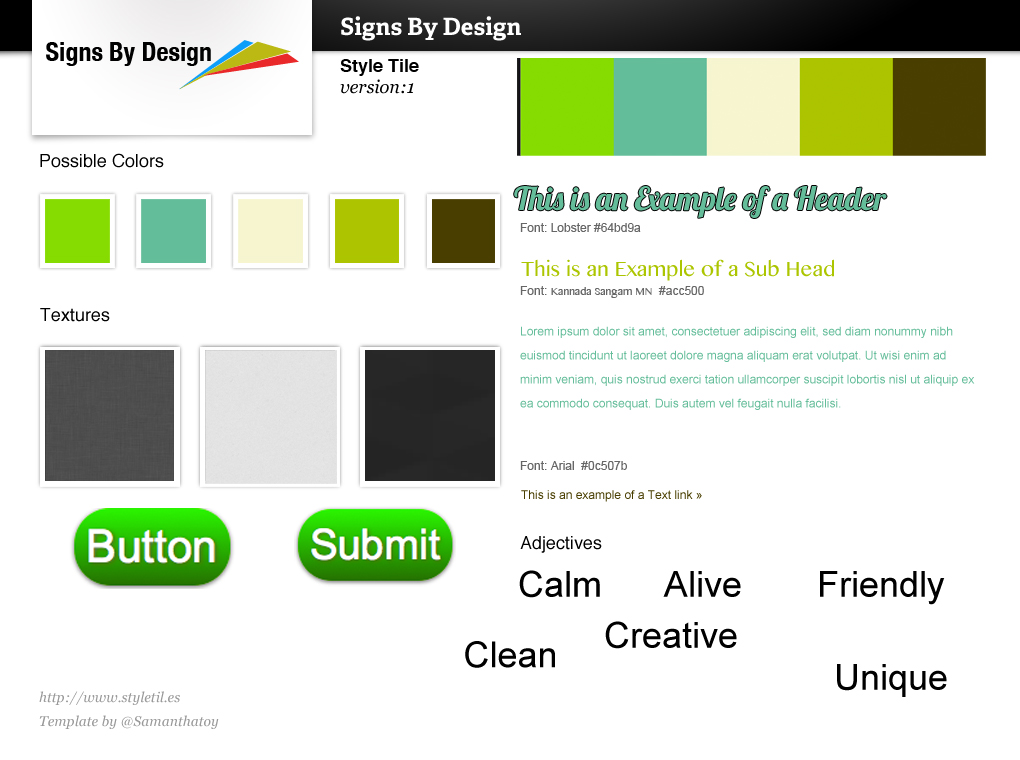 Signs By Design
Signs By Design
Style Tile
version:1
Possible Colors
This is an Example of a Header
Font: Lobster #64bd9a
This is an Example of a Sub Head
Font: Kannada Sangam MN #acc500
Textures
Lorem ipsum dolor sit amet, consectetuer adipiscing elit, sed diam nonummy nibh
euismod tincidunt ut laoreet dolore magna aliquam erat volutpat. Ut wisi enim ad
minim veniam, quis nostrud exerci tation ullamcorper suscipit lobortis nisl ut aliquip ex
ea commodo consequat. Duis autem vel feugait nulla facilisi.
Font: Arial #0c507b
This is an example of a Text link »
Button
Submit
Adjectives
Calm Alive Friendly
Creative
Clean
Unique
http://www.styletil.es
Template by @Samanthatoy